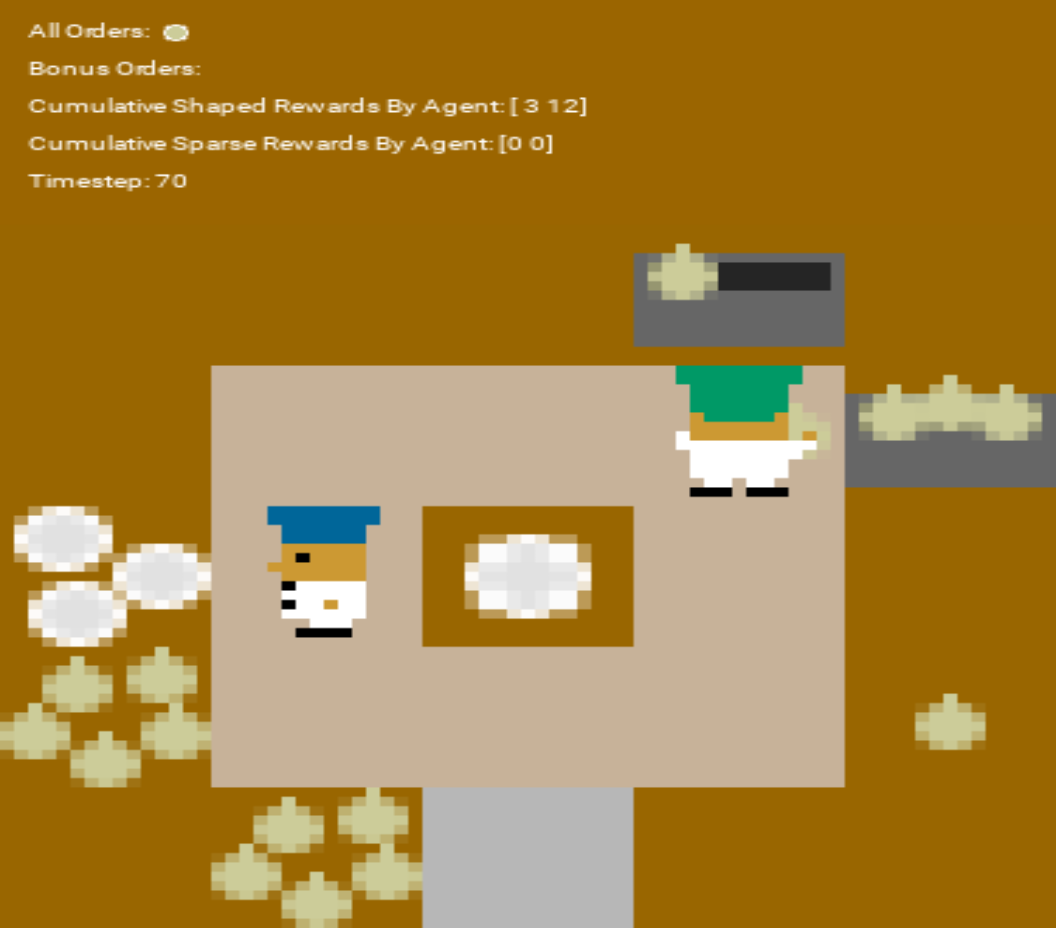 All Orders:
Bonus Orders:
Cumulative Shaped Rewards By Agent: [ 3 12]
Cumulative Sparse Rewards By Agent: [0 0]
Timestep: 70